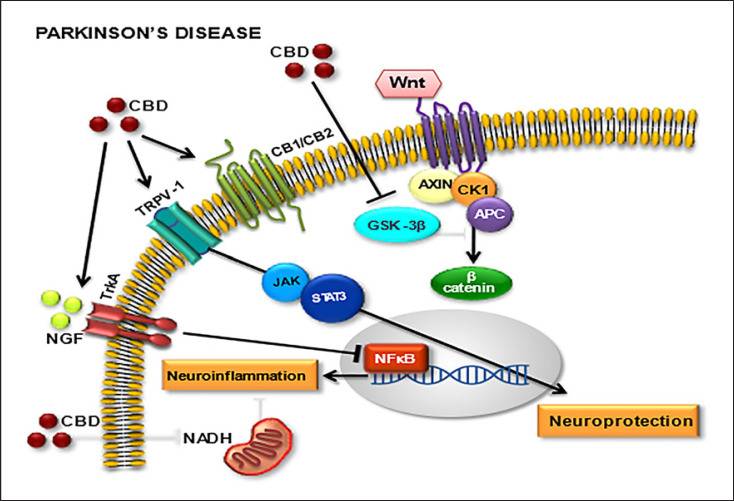 PARKINSON'S DISEASE
CBD
Wnt
CBD
CB1/CB2
TRPV-1
AXIN
CK1
APC
GSK-3β
β
catenin
TrkA
JAK
STAT3
NGF
NFκB
Neuroinflammation
Neuroprotection
CBD
NADH